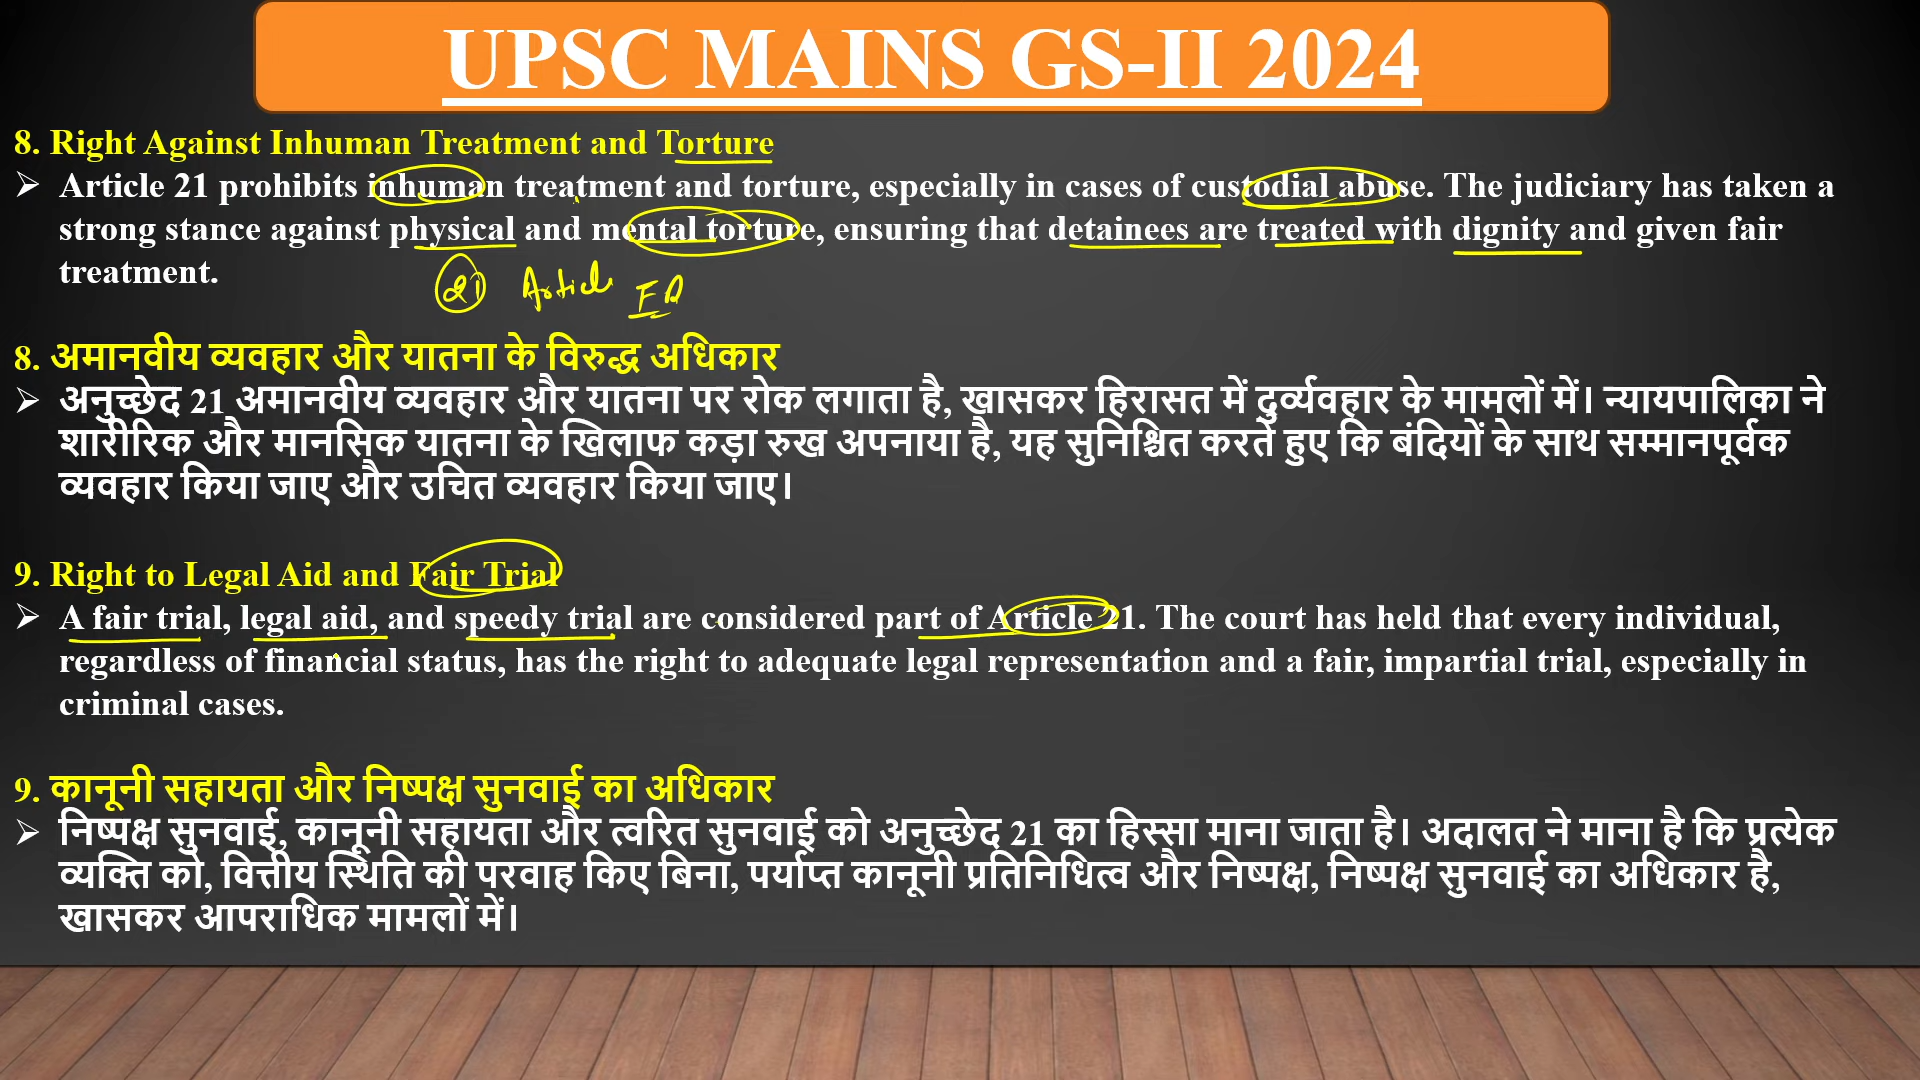 UPSC MAINS GS-II 2024
8. Right Against Inhuman Treatment and Torture
➢ Article 21 prohibits inhuman treatment and torture, especially in cases of custodial abuse. The judiciary has taken a
strong stance against physical and mental torture, ensuring that detainees are treated with dignity and given fair
treatment.
21 Article
8. अमानवीय व्यवहार और यातना के विरुद्ध अधिकार
➢ अनुच्छेद 21 अमानवीय व्यवहार और यातना पर रोक लगाता है, खासकर हिरासत में दुर्व्यवहार के मामलों में। न्यायपालिका ने
शारीरिक और मानसिक यातना के खिलाफ कड़ा रुख अपनाया है, यह सुनिश्चित करते हुए कि बंदियों के साथ सम्मानपूर्वक
व्यवहार किया जाए और उचित व्यवहार किया जाए।
9. Right to Legal Aid and Fair Trial
➢ A fair trial, legal aid, and speedy trial are considered part of Article 21. The court has held that every individual,
regardless of financial status, has the right to adequate legal representation and a fair, impartial trial, especially in
criminal cases.
9. कानूनी सहायता और निष्पक्ष सुनवाई का अधिकार
➢ निष्पक्ष सुनवाई, कानूनी सहायता और त्वरित सुनवाई को अनुच्छेद 21 का हिस्सा माना जाता है। अदालत ने माना है कि प्रत्येक
व्यक्ति को, वित्तीय स्थिति की परवाह किए बिना, पर्याप्त कानूनी प्रतिनिधित्व और निष्पक्ष, निष्पक्ष सुनवाई का अधिकार है,
खासकर आपराधिक मामलों में।